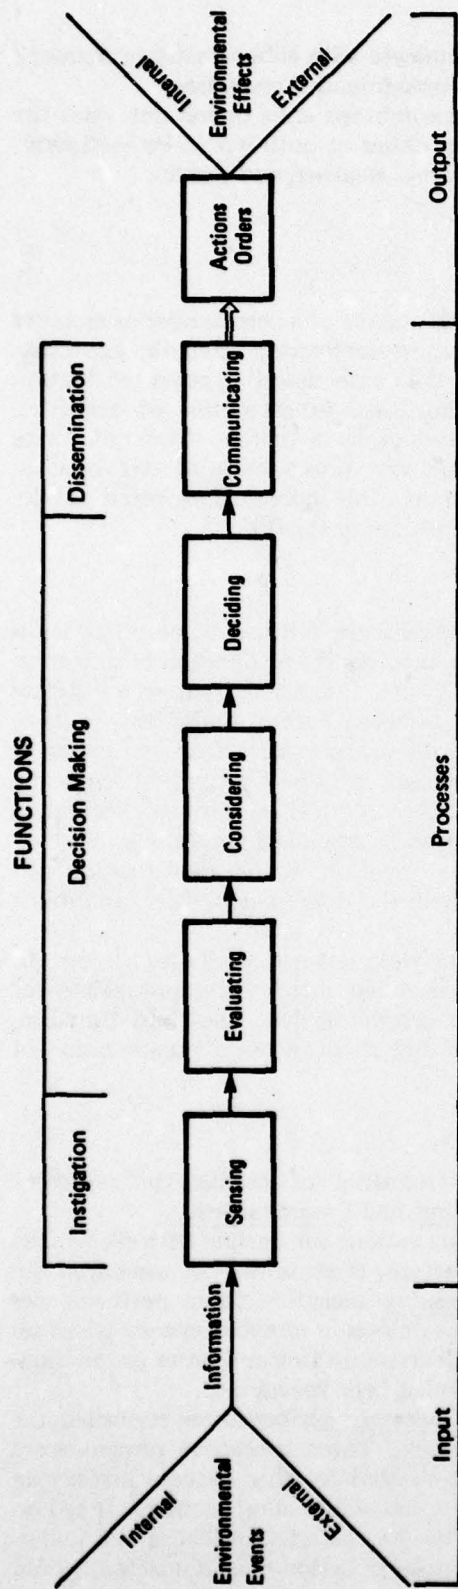 FUNCTIONS
Instigation
Decision Making
Dissemination
Internal
Environmental
Events
External
Information
Sensing
Evaluating
Considering
Deciding
Communicating
Actions
Orders
Internal
Environmental
Effects
External
Input
Processes
Output